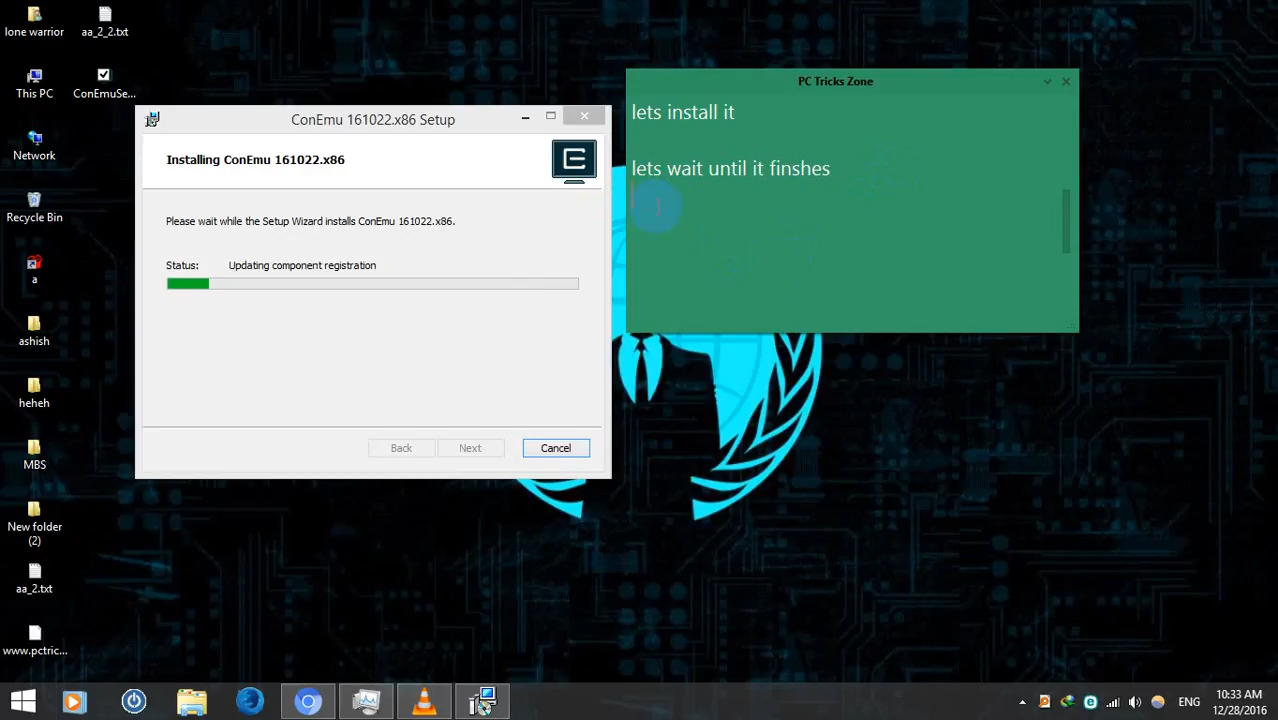 lone warrior
aa_2_2.txt
This PC
ConEmuSe...
Network
Recycle Bin
a
ashish
heheh
MBS
New folder
(2)
aa_2.txt
www.pctric...
ConEmu 161022.x86 Setup
Installing ConEmu 161022.x86
Please wait while the Setup Wizard installs ConEmu 161022.x86.
Status: Updating component registration
Back Next Cancel
PC Tricks Zone
lets install it
lets wait until it finshes
ENG
10:33 AM
12/28/2016